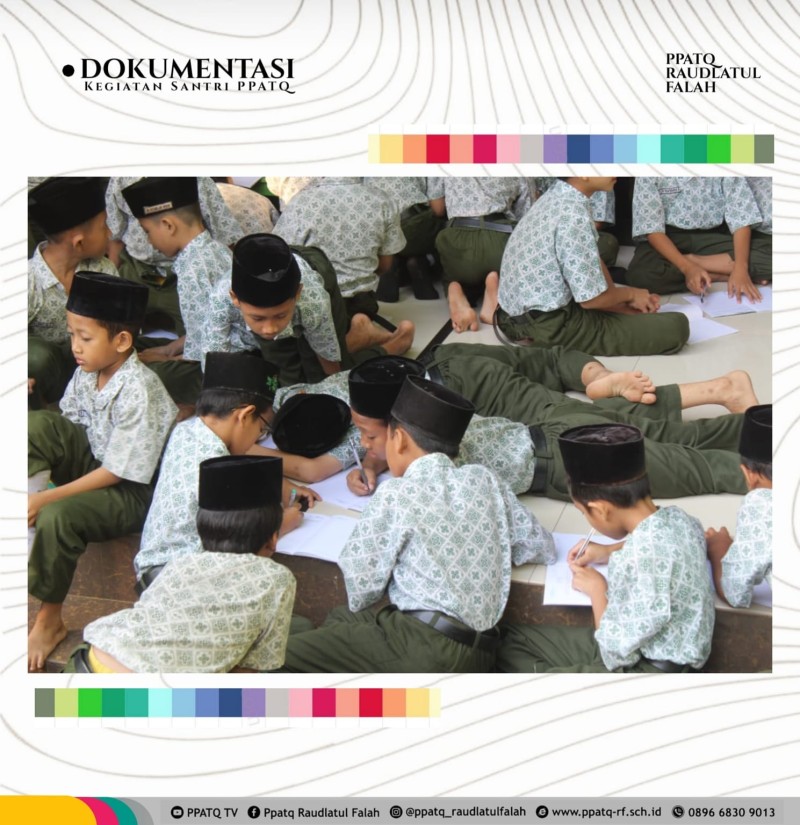 • DOKUMENTASI
KEGIATAN SANTRI PPATQ
PPATQ
RAUDLATUL
FALAH
PPATQ TV Ppatq Raudlatul Falah @ppatq_raudlatulfalah www.ppatq-rf.sch.id 0896 6830 9013